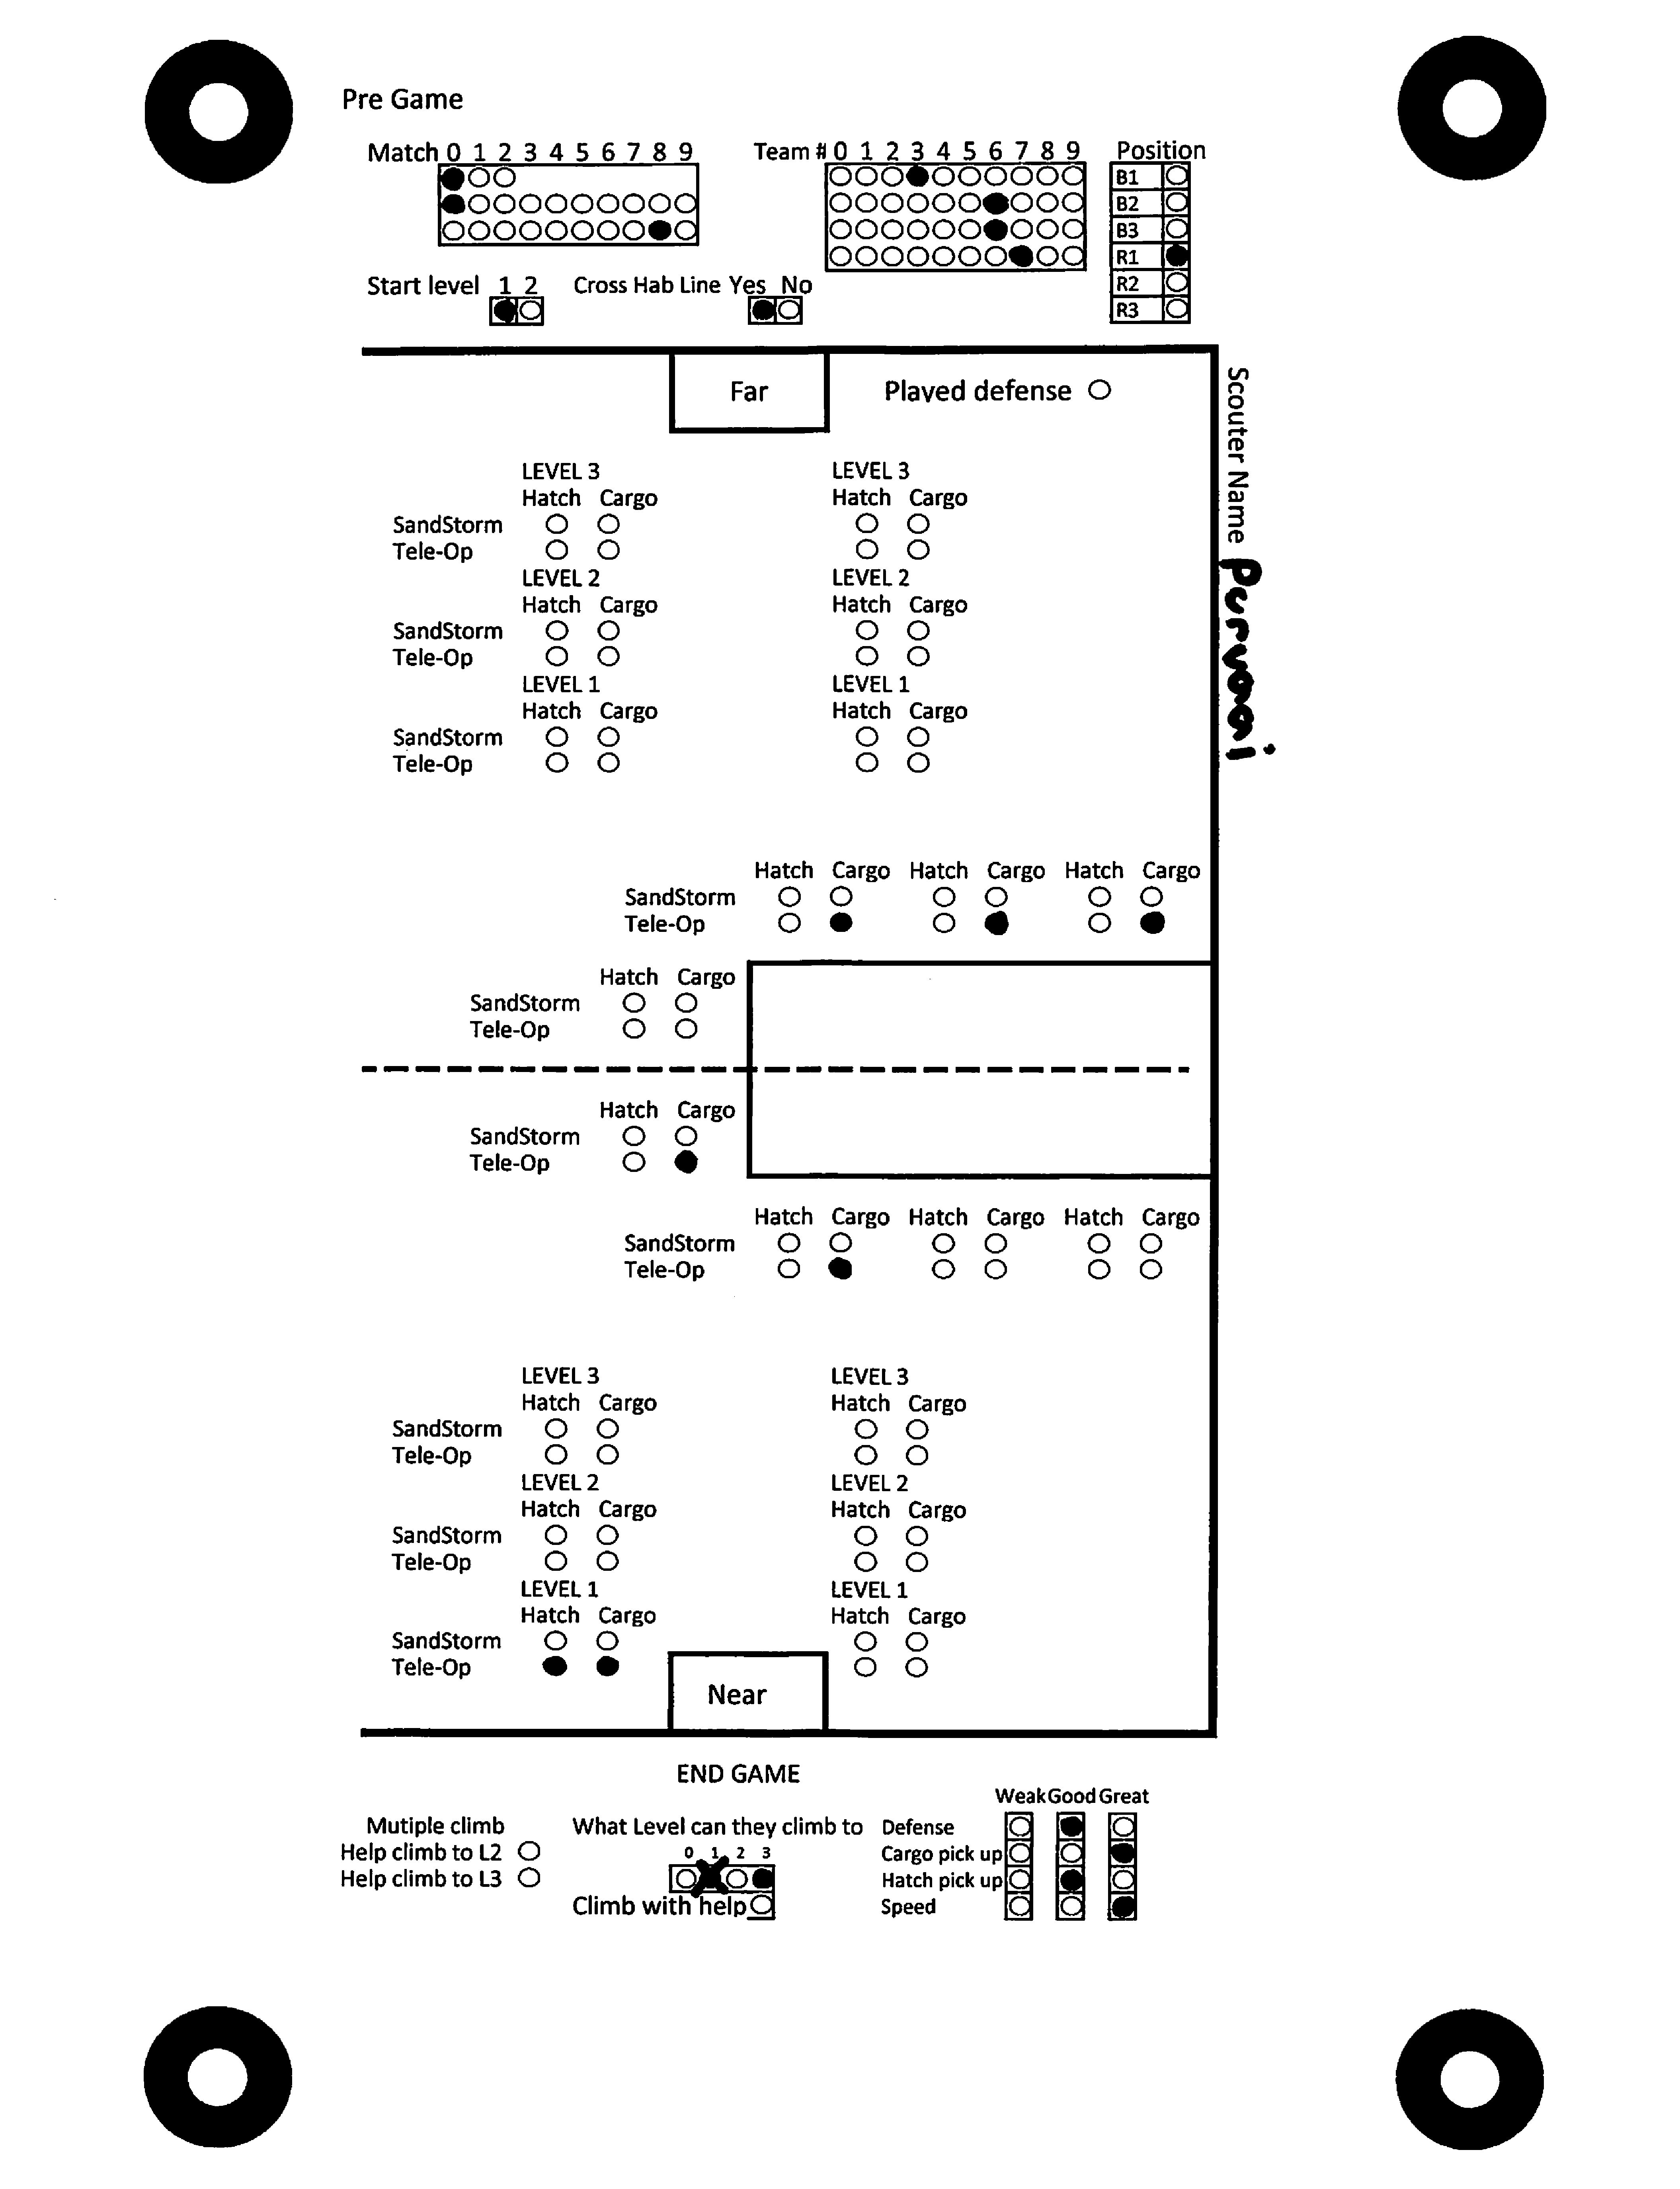 Pre Game
Match 0 1 2 3 4 5 6 7 8 9
Team # 0 1 2 3 4 5 6 7 8 9
Position
B1
B2
B3
R1
R2
R3
Start level 1 2
Cross Hab Line Yes No
Far
Played defense
Scouter Name
LEVEL 3 LEVEL 3
Hatch Cargo Hatch Cargo
SandStorm
Tele-Op
LEVEL 2 LEVEL 2
Hatch Cargo Hatch Cargo
SandStorm
Tele-Op
LEVEL 1 LEVEL 1
Hatch Cargo Hatch Cargo
SandStorm
Tele-Op
Hatch Cargo Hatch Cargo Hatch Cargo
SandStorm
Tele-Op
Hatch Cargo
SandStorm
Tele-Op
Hatch Cargo
SandStorm
Tele-Op
Hatch Cargo Hatch Cargo Hatch Cargo
SandStorm
Tele-Op
LEVEL 3 LEVEL 3
Hatch Cargo Hatch Cargo
SandStorm
Tele-Op
LEVEL 2 LEVEL 2
Hatch Cargo Hatch Cargo
SandStorm
Tele-Op
LEVEL 1 LEVEL 1
Hatch Cargo Hatch Cargo
SandStorm
Tele-Op
Near
END GAME
Mutiple climb
Help climb to L2
Help climb to L3
What Level can they climb to
0 1 2 3
Climb with help
Weak Good Great
Defense
Cargo pick up
Hatch pick up
Speed